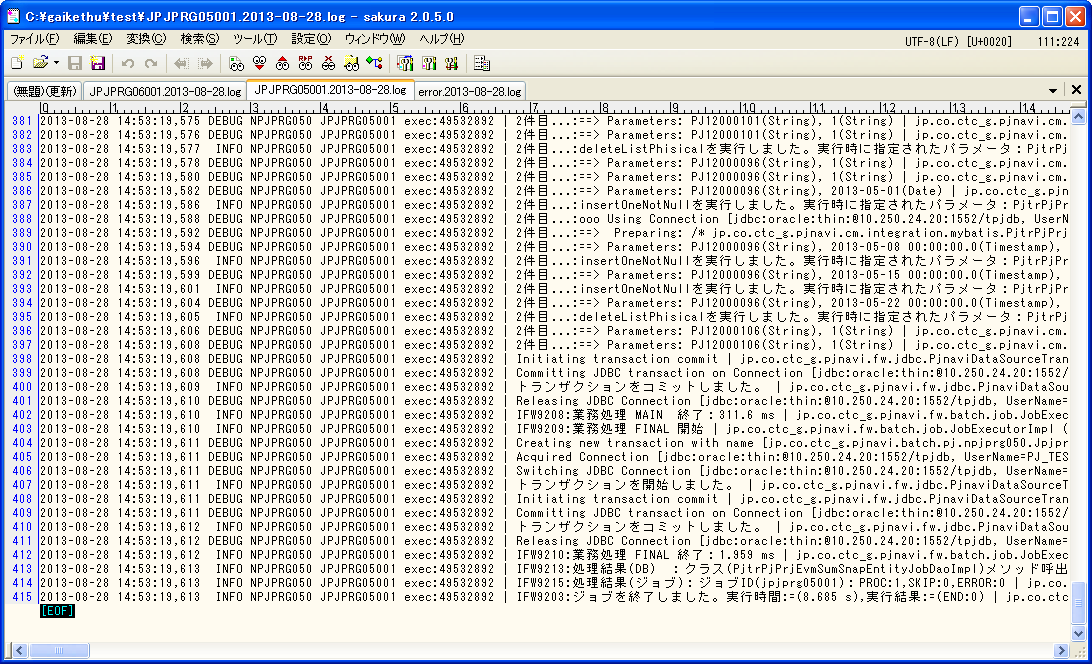 C:¥gaikethu¥test¥JPJPRG05001.2013-08-28.log - sakura 2.0.5.0
ファイル(F) 編集(E) 変換(C) 検索(S) ツール(T) 設定(O) ウィンドウ(W) ヘルプ(H) UTF-8(LF) [U+0020] 111:224
(無題)(更新) JPJPRG06001.2013-08-28.log JPJPRG05001.2013-08-28.log error.2013-08-28.log
0 1 2 3 4 5 6 7 8 9 10 11 12 13 14
381 2013-08-28 14:53:19,575 DEBUG NPJPRG050 JPJPRG05001 exec:49532892 | 2件目...:==> Parameters: PJ12000101(String), 1(String) | jp.co.ctc_g.pjnavi.cm.
382 2013-08-28 14:53:19,576 DEBUG NPJPRG050 JPJPRG05001 exec:49532892 | 2件目...:==> Parameters: PJ12000101(String), 1(String) | jp.co.ctc_g.pjnavi.cm.
383 2013-08-28 14:53:19,577 INFO NPJPRG050 JPJPRG05001 exec:49532892 | 2件目...:deleteListPhisicalを実行しました。実行時に指定されたパラメータ：PjtrPj
384 2013-08-28 14:53:19,578 DEBUG NPJPRG050 JPJPRG05001 exec:49532892 | 2件目...:==> Parameters: PJ12000096(String), 1(String) | jp.co.ctc_g.pjnavi.cm.
385 2013-08-28 14:53:19,580 DEBUG NPJPRG050 JPJPRG05001 exec:49532892 | 2件目...:==> Parameters: PJ12000096(String), 1(String) | jp.co.ctc_g.pjnavi.cm.
386 2013-08-28 14:53:19,582 DEBUG NPJPRG050 JPJPRG05001 exec:49532892 | 2件目...:==> Parameters: PJ12000096(String), 2013-05-01(Date) | jp.co.ctc_g.pjn
387 2013-08-28 14:53:19,586 INFO NPJPRG050 JPJPRG05001 exec:49532892 | 2件目...:insertOneNotNullを実行しました。実行時に指定されたパラメータ：PjtrPjPr
388 2013-08-28 14:53:19,588 DEBUG NPJPRG050 JPJPRG05001 exec:49532892 | 2件目...:ooo Using Connection [jdbc:oracle:thin:@10.250.24.20:1552/tpjdb, UserN
389 2013-08-28 14:53:19,592 DEBUG NPJPRG050 JPJPRG05001 exec:49532892 | 2件目...:==> Preparing: /* jp.co.ctc_g.pjnavi.cm.integration.mybatis.PjtrPjPrj
390 2013-08-28 14:53:19,594 DEBUG NPJPRG050 JPJPRG05001 exec:49532892 | 2件目...:==> Parameters: PJ12000096(String), 2013-05-08 00:00:00.0(Timestamp),
391 2013-08-28 14:53:19,596 INFO NPJPRG050 JPJPRG05001 exec:49532892 | 2件目...:insertOneNotNullを実行しました。実行時に指定されたパラメータ：PjtrPjPr
392 2013-08-28 14:53:19,599 DEBUG NPJPRG050 JPJPRG05001 exec:49532892 | 2件目...:==> Parameters: PJ12000096(String), 2013-05-15 00:00:00.0(Timestamp),
393 2013-08-28 14:53:19,601 INFO NPJPRG050 JPJPRG05001 exec:49532892 | 2件目...:insertOneNotNullを実行しました。実行時に指定されたパラメータ：PjtrPjPr
394 2013-08-28 14:53:19,604 DEBUG NPJPRG050 JPJPRG05001 exec:49532892 | 2件目...:==> Parameters: PJ12000096(String), 2013-05-22 00:00:00.0(Timestamp),
395 2013-08-28 14:53:19,605 INFO NPJPRG050 JPJPRG05001 exec:49532892 | 2件目...:deleteListPhisicalを実行しました。実行時に指定されたパラメータ：PjtrPj
396 2013-08-28 14:53:19,606 DEBUG NPJPRG050 JPJPRG05001 exec:49532892 | 2件目...:==> Parameters: PJ12000106(String), 1(String) | jp.co.ctc_g.pjnavi.cm.
397 2013-08-28 14:53:19,608 DEBUG NPJPRG050 JPJPRG05001 exec:49532892 | 2件目...:==> Parameters: PJ12000106(String), 1(String) | jp.co.ctc_g.pjnavi.cm.
398 2013-08-28 14:53:19,608 DEBUG NPJPRG050 JPJPRG05001 exec:49532892 | Initiating transaction commit | jp.co.ctc_g.pjnavi.fw.jdbc.PjnaviDataSourceTran
399 2013-08-28 14:53:19,608 DEBUG NPJPRG050 JPJPRG05001 exec:49532892 | Committing JDBC transaction on Connection [jdbc:oracle:thin:@10.250.24.20:1552/
400 2013-08-28 14:53:19,609 INFO NPJPRG050 JPJPRG05001 exec:49532892 | トランザクションをコミットしました。 | jp.co.ctc_g.pjnavi.fw.jdbc.PjnaviDataSou
401 2013-08-28 14:53:19,610 DEBUG NPJPRG050 JPJPRG05001 exec:49532892 | Releasing JDBC Connection [jdbc:oracle:thin:@10.250.24.20:1552/tpjdb, UserName=
402 2013-08-28 14:53:19,610 INFO NPJPRG050 JPJPRG05001 exec:49532892 | IFW9208:業務処理 MAIN 終了：311.6 ms | jp.co.ctc_g.pjnavi.fw.batch.job.JobExec
403 2013-08-28 14:53:19,610 INFO NPJPRG050 JPJPRG05001 exec:49532892 | IFW9209:業務処理 FINAL 開始 | jp.co.ctc_g.pjnavi.fw.batch.job.JobExecutorImpl (
404 2013-08-28 14:53:19,611 DEBUG NPJPRG050 JPJPRG05001 exec:49532892 | Creating new transaction with name [jp.co.ctc_g.pjnavi.batch.pj.npjprg050.Jpjpr
405 2013-08-28 14:53:19,611 DEBUG NPJPRG050 JPJPRG05001 exec:49532892 | Acquired Connection [jdbc:oracle:thin:@10.250.24.20:1552/tpjdb, UserName=PJ_TES
406 2013-08-28 14:53:19,611 DEBUG NPJPRG050 JPJPRG05001 exec:49532892 | Switching JDBC Connection [jdbc:oracle:thin:@10.250.24.20:1552/tpjdb, UserName=
407 2013-08-28 14:53:19,611 INFO NPJPRG050 JPJPRG05001 exec:49532892 | トランザクションを開始しました。 | jp.co.ctc_g.pjnavi.fw.jdbc.PjnaviDataSourceT
408 2013-08-28 14:53:19,611 DEBUG NPJPRG050 JPJPRG05001 exec:49532892 | Initiating transaction commit | jp.co.ctc_g.pjnavi.fw.jdbc.PjnaviDataSourceTran
409 2013-08-28 14:53:19,611 DEBUG NPJPRG050 JPJPRG05001 exec:49532892 | Committing JDBC transaction on Connection [jdbc:oracle:thin:@10.250.24.20:1552/
410 2013-08-28 14:53:19,612 INFO NPJPRG050 JPJPRG05001 exec:49532892 | トランザクションをコミットしました。 | jp.co.ctc_g.pjnavi.fw.jdbc.PjnaviDataSou
411 2013-08-28 14:53:19,612 DEBUG NPJPRG050 JPJPRG05001 exec:49532892 | Releasing JDBC Connection [jdbc:oracle:thin:@10.250.24.20:1552/tpjdb, UserName=
412 2013-08-28 14:53:19,613 INFO NPJPRG050 JPJPRG05001 exec:49532892 | IFW9210:業務処理 FINAL 終了：1.959 ms | jp.co.ctc_g.pjnavi.fw.batch.job.JobExec
413 2013-08-28 14:53:19,613 INFO NPJPRG050 JPJPRG05001 exec:49532892 | IFW9213:処理結果(DB) ：クラス(PjtrPjPrjEvmSumSnapEntityJobDaoImpl)メソッド呼出
414 2013-08-28 14:53:19,613 INFO NPJPRG050 JPJPRG05001 exec:49532892 | IFW9215:処理結果(ジョブ)：ジョブID(jpjprg05001)：PROC:1,SKIP:0,ERROR:0 | jp.co
415 2013-08-28 14:53:19,613 INFO NPJPRG050 JPJPRG05001 exec:49532892 | IFW9203:ジョブを終了しました。実行時間:=(8.685 s),実行結果:=(END:0) | jp.co.ct
[EOF]